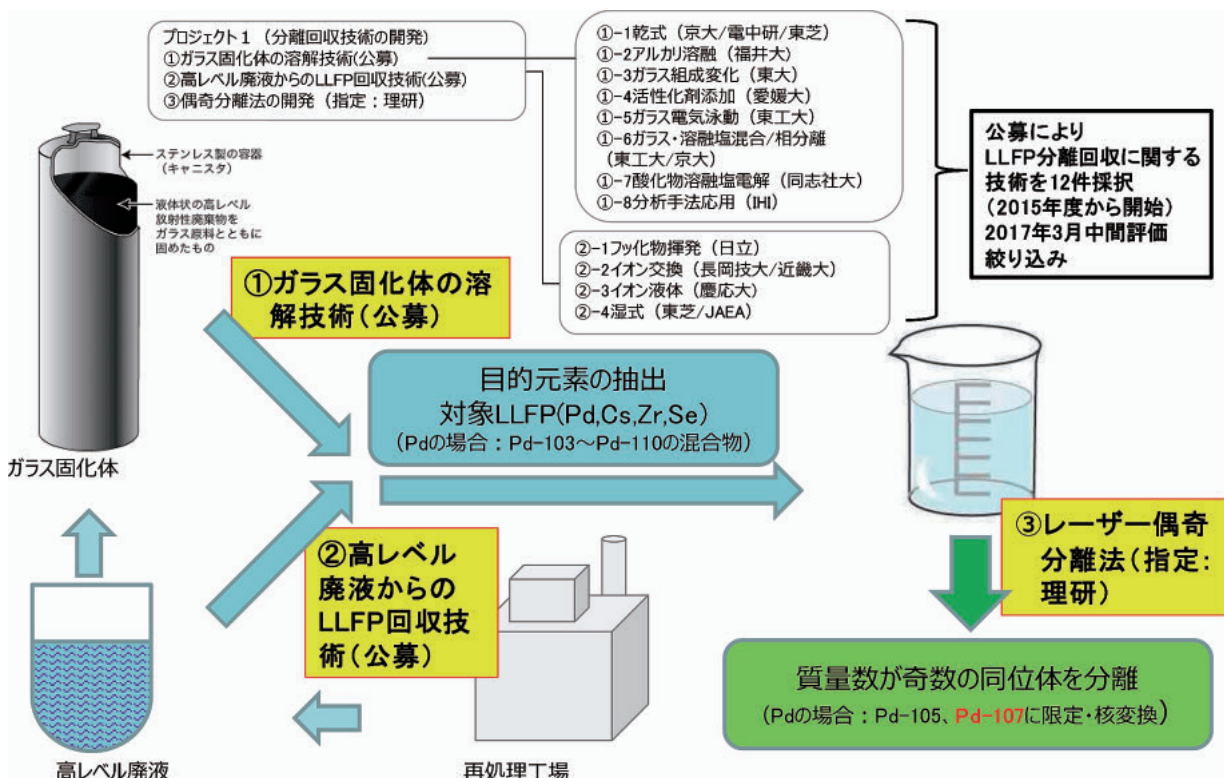 プロジェクト1（分離回収技術の開発）
①ガラス固化体の溶解技術(公募)
②高レベル廃液からのLLFP回収技術(公募)
③偶奇分離法の開発（指定：理研）
①-1乾式（京大/電中研/東芝）
①-2アルカリ溶融（福井大）
①-3ガラス組成変化（東大）
①-4活性化剤添加（愛媛大）
①-5ガラス電気泳動（東工大）
①-6ガラス・溶融塩混合/相分離
（東工大/京大）
①-7酸化物溶融塩電解（同志社大）
①-8分析手法応用（IHI）
②-1フッ化物揮発（日立）
②-2イオン交換（長岡技大/近畿大）
②-3イオン液体（慶応大）
②-4湿式（東芝/JAEA）
公募により
LLFP分離回収に関する
技術を12件採択
（2015年度から開始）
2017年3月中間評価
絞り込み
ステンレス製の容器
（キャニスタ）
液体状の高レベル
放射性廃棄物を
ガラス原料とともに
固めたもの
ガラス固化体
①ガラス固化体の溶
解技術（公募）
目的元素の抽出
対象LLFP(Pd,Cs,Zr,Se)
（Pdの場合：Pd-103～Pd-110の混合物）
②高レベル
廃液からの
LLFP回収技
術（公募）
③レーザー偶奇
分離法（指定：
理研）
質量数が奇数の同位体を分離
（Pdの場合：Pd-105、Pd-107に限定・核変換）
高レベル廃液
再処理工場